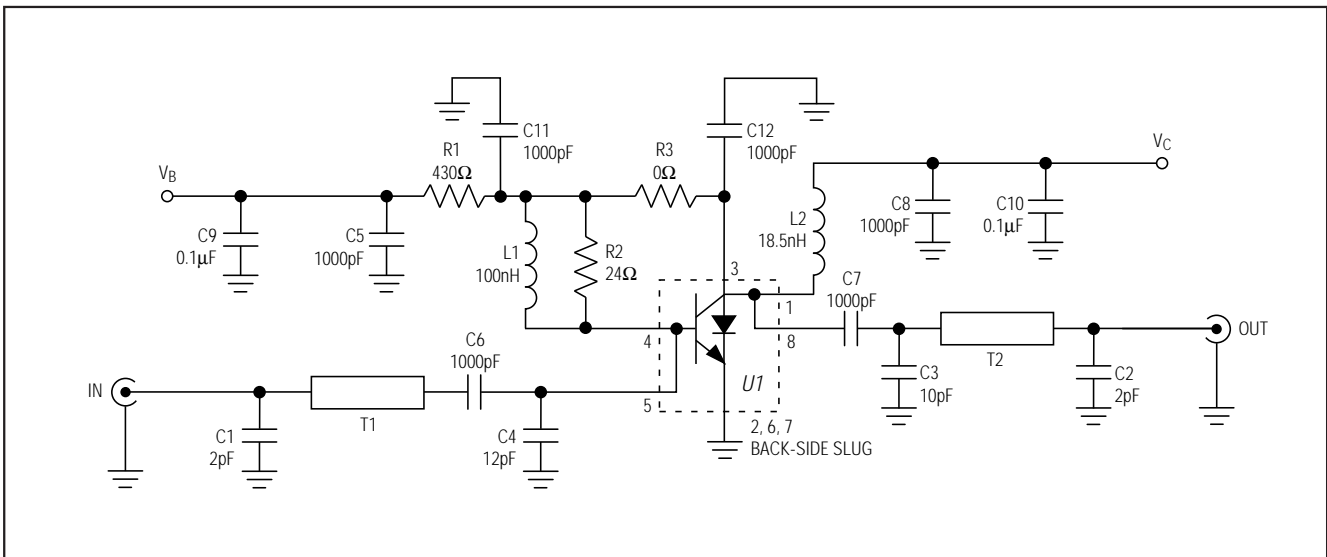 C11
1000pF
C12
1000pF
R1
430Ω
R3
0Ω
VB
VC
C9
0.1μF
C5
1000pF
L1
100nH
R2
24Ω
L2
18.5nH
C8
1000pF
C10
0.1μF
3
1
C7
1000pF
4
8
C6
1000pF
U1
T2
OUT
IN
5
T1
C3
10pF
C2
2pF
C1
2pF
C4
12pF
2, 6, 7
BACK-SIDE SLUG